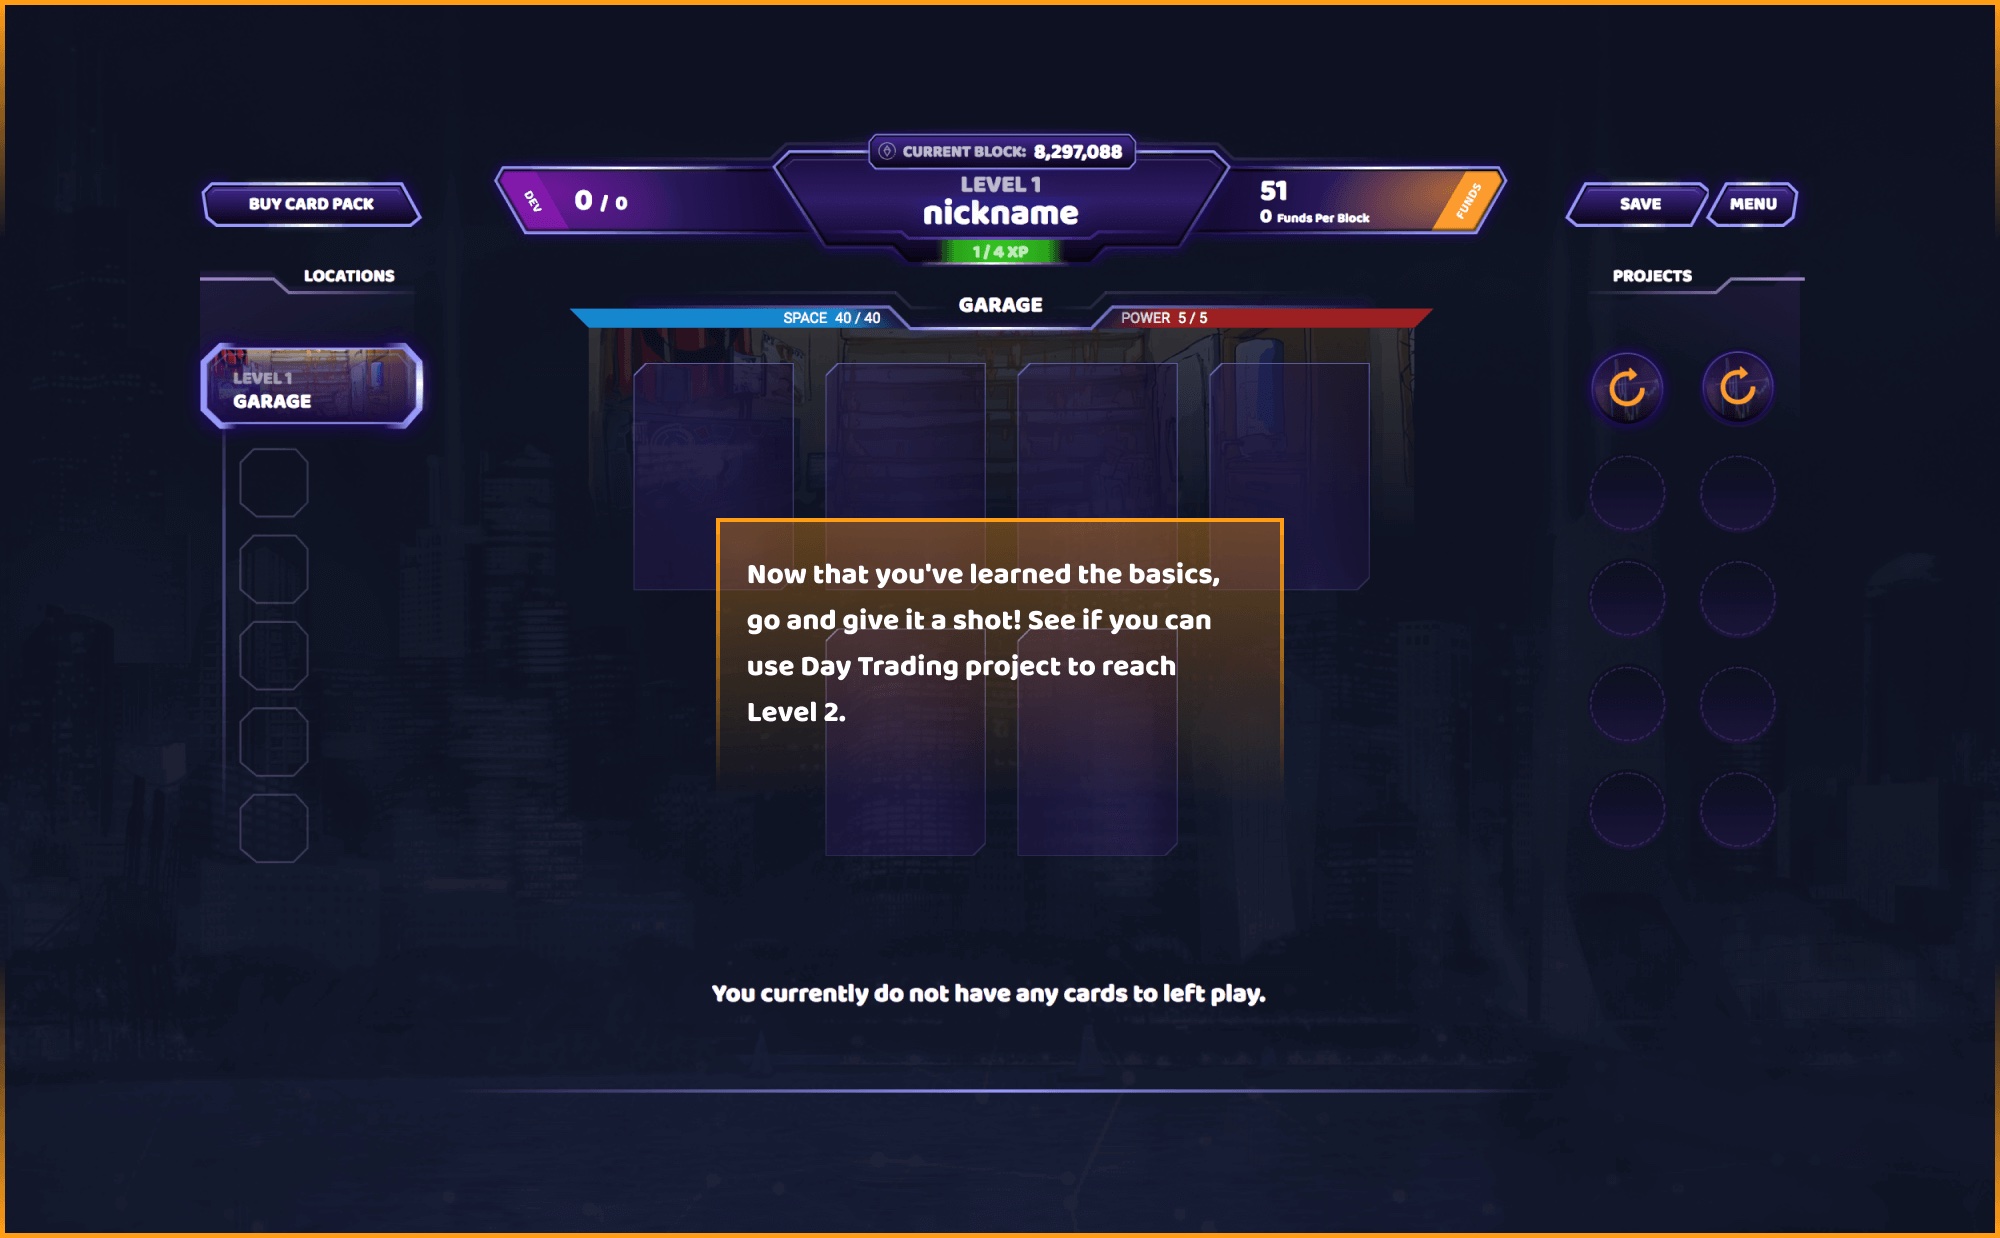 CURRENT BLOCK: 8,297,088
BUY CARD PACK
DEV
0 / 0
LEVEL 1
nickname
1 / 4 XP
51
0 Funds Per Block
FUNDS
SAVE
MENU
LOCATIONS
PROJECTS
GARAGE
SPACE 40 / 40
POWER 5 / 5
LEVEL 1
GARAGE
Now that you've learned the basics,
go and give it a shot! See if you can
use Day Trading project to reach
Level 2.
You currently do not have any cards to left play.